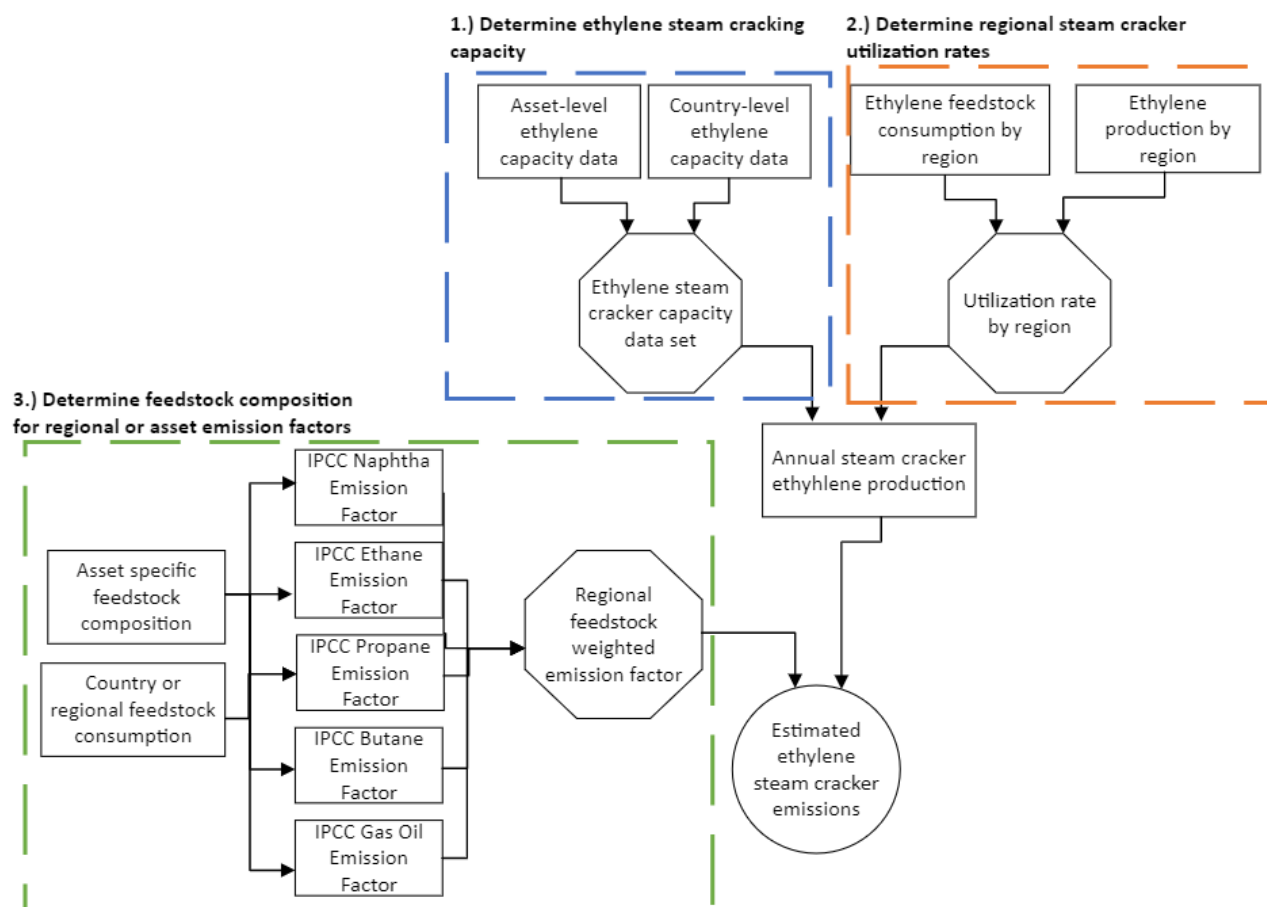 1.) Determine ethylene steam cracking
capacity
2.) Determine regional steam cracker
utilization rates
Asset-level
ethylene
capacity data
Country-level
ethylene
capacity data
Ethylene feedstock
consumption by
region
Ethylene
production by
region
Ethylene steam
cracker capacity
data set
Utilization rate
by region
3.) Determine feedstock composition
for regional or asset emission factors
Annual steam cracker
ethyhlene production
IPCC Naphtha
Emission
Factor
Asset specific
feedstock
composition
IPCC Ethane
Emission
Factor
Regional
feedstock
weighted
emission factor
IPCC Propane
Emission
Factor
Country or
regional feedstock
consumption
IPCC Butane
Emission
Factor
Estimated
ethylene
steam cracker
emissions
IPCC Gas Oil
Emission
Factor